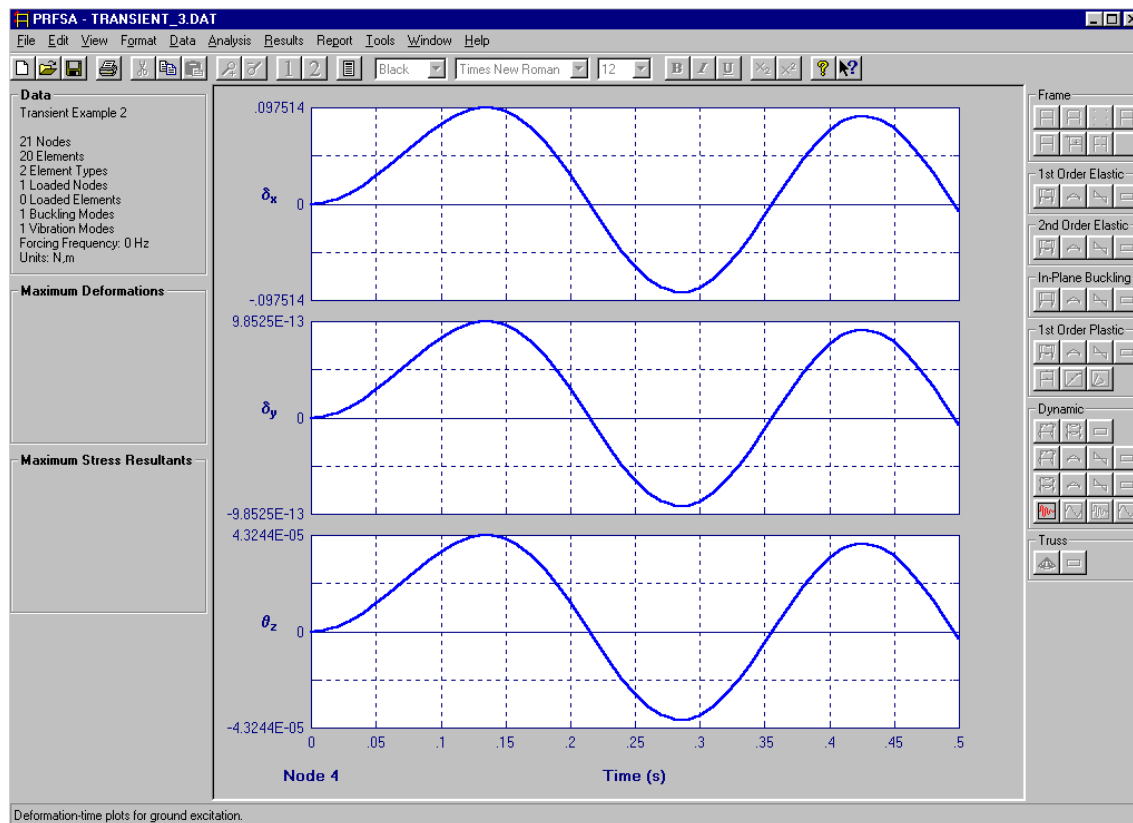 PRFSA - TRANSIENT_3.DAT
File Edit View Format Data Analysis Results Report Tools Window Help
1 2 Black Times New Roman 12 B I U X₂ x² ? ?
Data
Transient Example 2
21 Nodes
20 Elements
2 Element Types
1 Loaded Nodes
0 Loaded Elements
1 Buckling Modes
1 Vibration Modes
Forcing Frequency: 0 Hz
Units: N,m
Maximum Deformations
Maximum Stress Resultants
.097514
δx
0
-.097514
9.8525E-13
δy
0
-9.8525E-13
4.3244E-05
θz
0
-4.3244E-05
0 .05 .1 .15 .2 .25 .3 .35 .4 .45 .5
Node 4 Time (s)
Frame
1st Order Elastic
2nd Order Elastic
In-Plane Buckling
1st Order Plastic
Dynamic
Truss
Deformation-time plots for ground excitation.